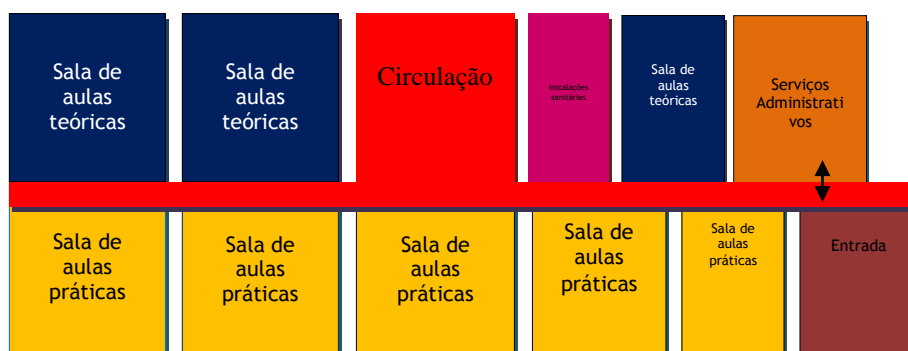 Sala de
aulas
teóricas
Sala de
aulas
teóricas
Circulação
Instalações
sanitárias
Sala de
aulas
teóricas
Serviços
Administrati
vos
Sala de
aulas
práticas
Sala de
aulas
práticas
Sala de
aulas
práticas
Sala de
aulas
práticas
Sala de
aulas
práticas
Entrada